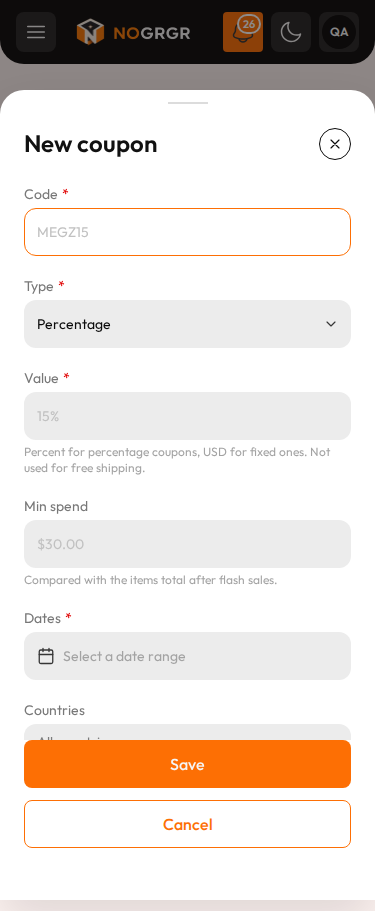 NOGRGR
26
QA
New coupon
Code *
MEGZ15
Type *
Percentage
Value *
15%
Percent for percentage coupons, USD for fixed ones. Not
used for free shipping.
Min spend
$30.00
Compared with the items total after flash sales.
Dates *
Select a date range
Countries
Save
Cancel